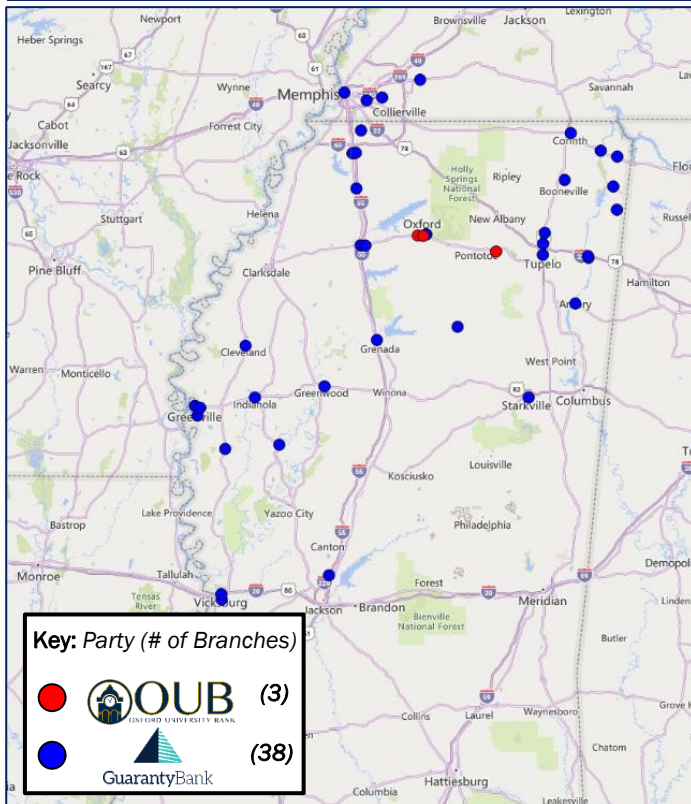 Newport
Jackson
Lexington
Heber Springs
Brownsville
Searcy
Wynne
Memphis
Savannah
Cabot
Collierville
Forrest City
Jacksonville
Corinth
Holly
Springs
National
Forest
Ripley
Booneville
Helena
New Albany
Stuttgart
Oxford
Pontotoc
Pine Bluff
Tupelo
Clarksdale
Hamilton
Cleveland
Grenada
West Point
Warren
Monticello
Greenwood
Winona
Indianola
Columbus
Greenville
Starkville
Louisville
Kosciusko
Lake Providence
Yazoo City
Bastrop
Philadelphia
Canton
Demopolis
Monroe
Tallulah
Forest
Tensas
River
Vicksburg
Jackson
Brandon
Meridian
Bienville
National Forest
Butler
Collins
Laurel
Waynesboro
Chatom
Hattiesburg
Columbia
Leakesville
Key: Party (# of Branches)
OUB (3)
OXFORD UNIVERSITY BANK
GuarantyBank (38)